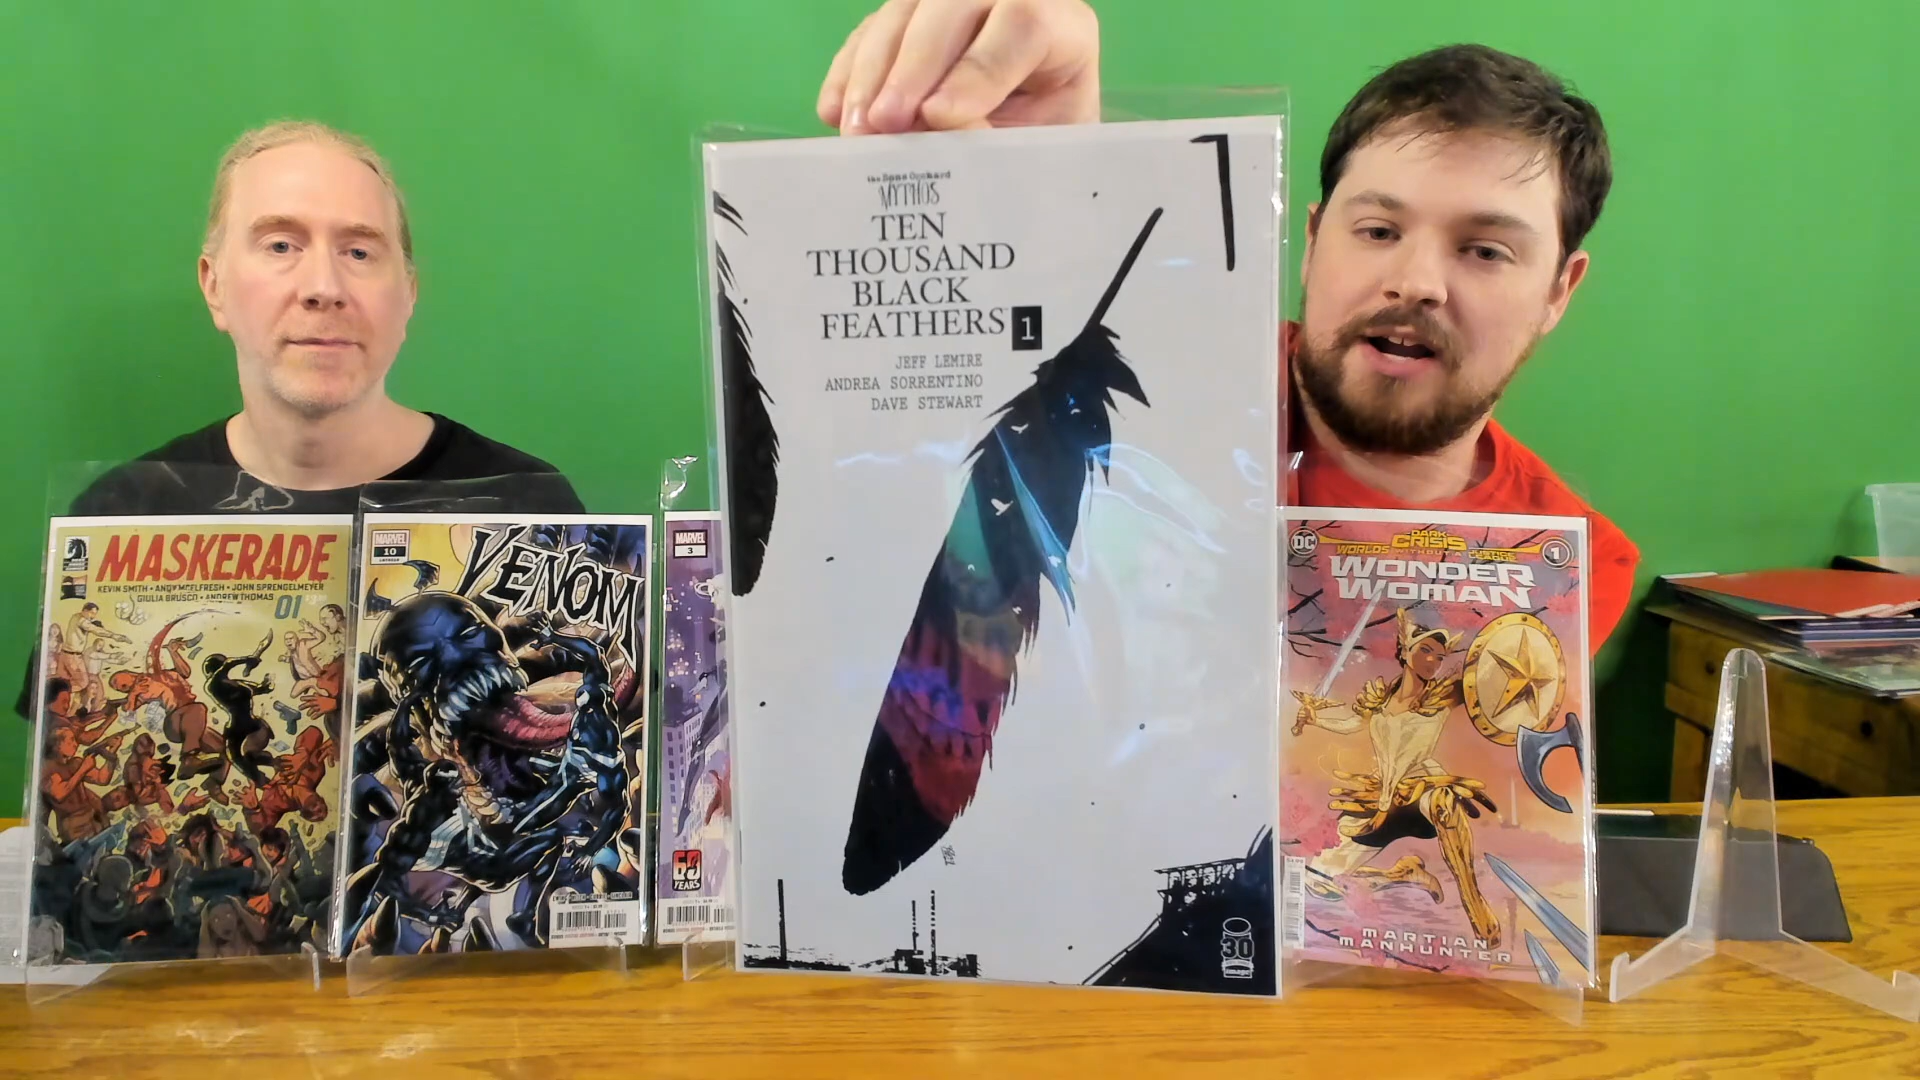 the Bone Orchard
MYTHOS
TEN
THOUSAND
BLACK
FEATHERS
1
JEFF LEMIRE
ANDREA SORRENTINO
DAVE STEWART
30
image
MASKERADE
KEVIN SMITH • ANDY MCELFRESH • JOHN SPRENGELMEYER
GIULIA BRUSCO • ANDREW THOMAS
01
MARVEL
10
VENOM
MARVEL
3
60
YEARS
DC
DARK
CRISIS
WORLDS WITHOUT A JUSTICE LEAGUE
1
WONDER
WOMAN
MARTIAN
MANHUNTER